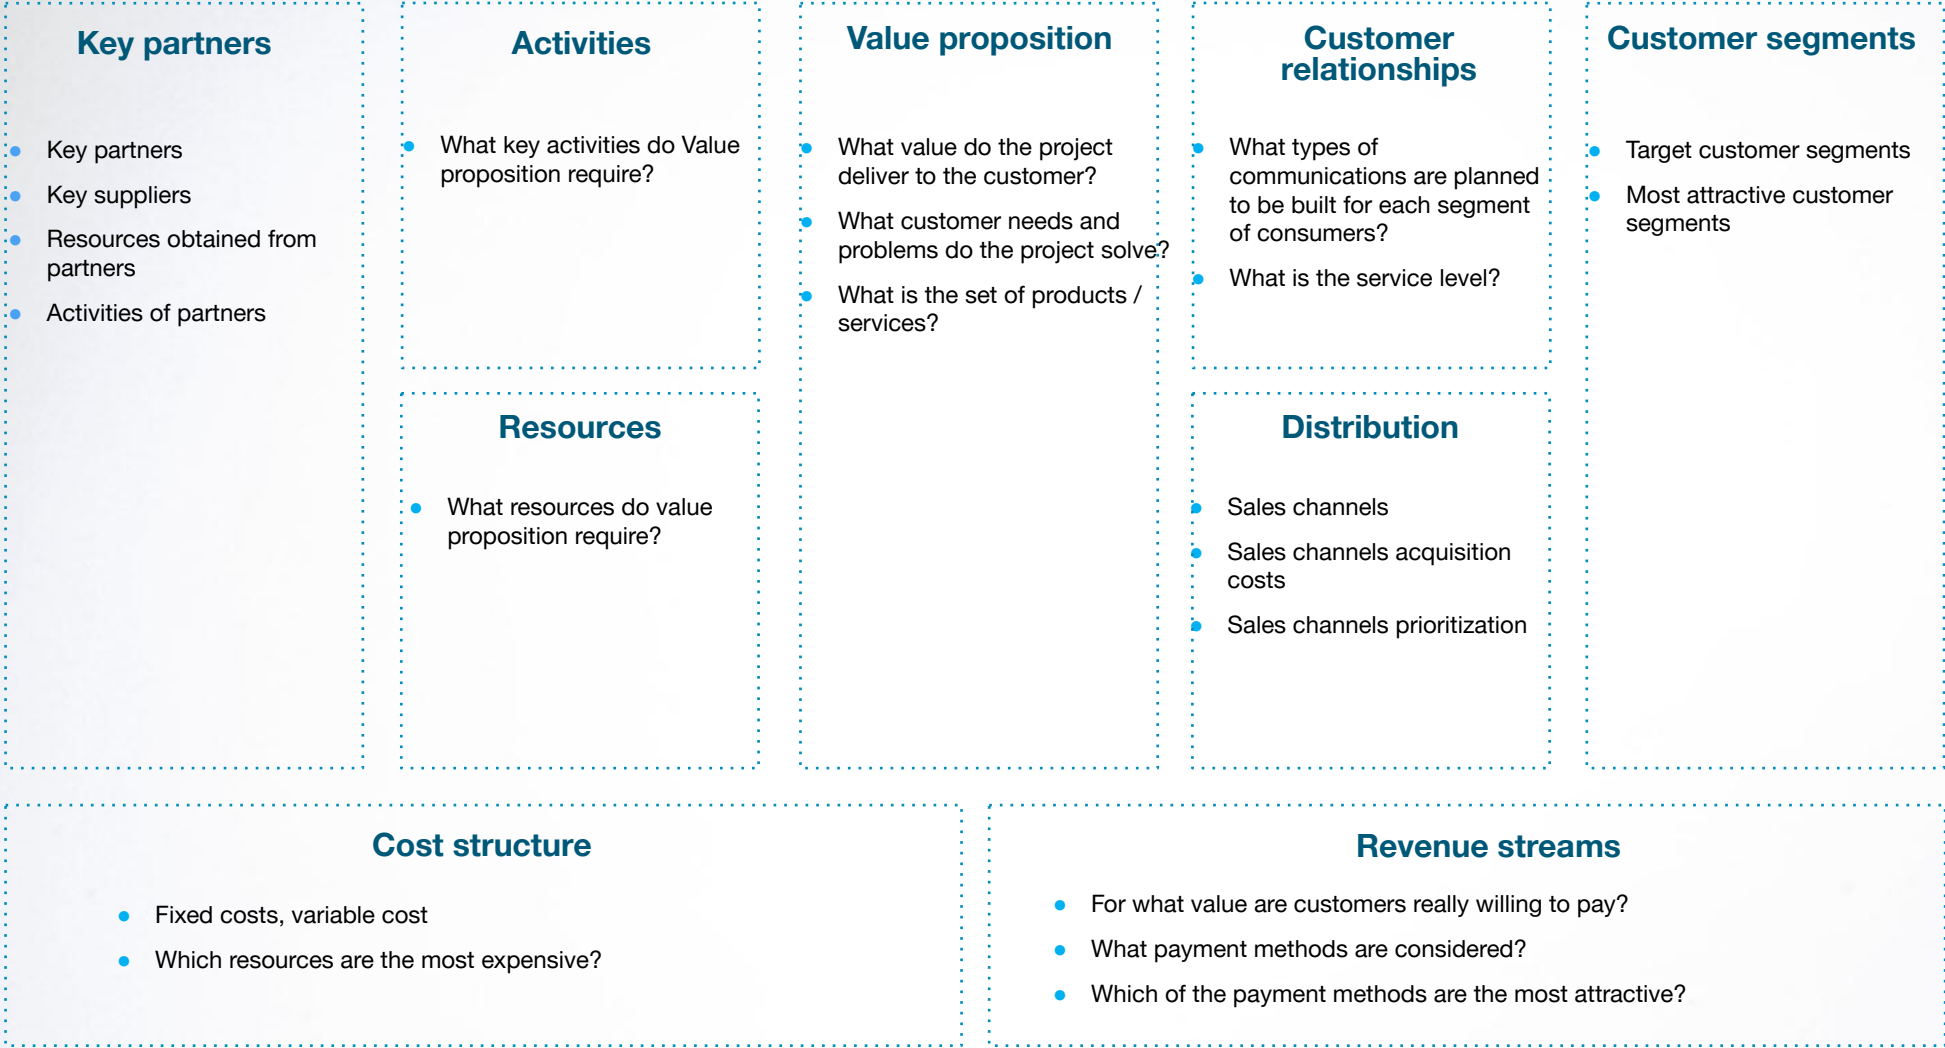 Key partners
Key partners
Key suppliers
Resources obtained from
partners
Activities of partners
Activities
What key activities do Value
proposition require?
Resources
What resources do value
proposition require?
Value proposition
What value do the project
deliver to the customer?
What customer needs and
problems do the project solve?
What is the set of products /
services?
Customer
relationships
What types of
communications are planned
to be built for each segment
of consumers?
What is the service level?
Distribution
Sales channels
Sales channels acquisition
costs
Sales channels prioritization
Customer segments
Target customer segments
Most attractive customer
segments
Cost structure
Fixed costs, variable cost
Which resources are the most expensive?
Revenue streams
For what value are customers really willing to pay?
What payment methods are considered?
Which of the payment methods are the most attractive?